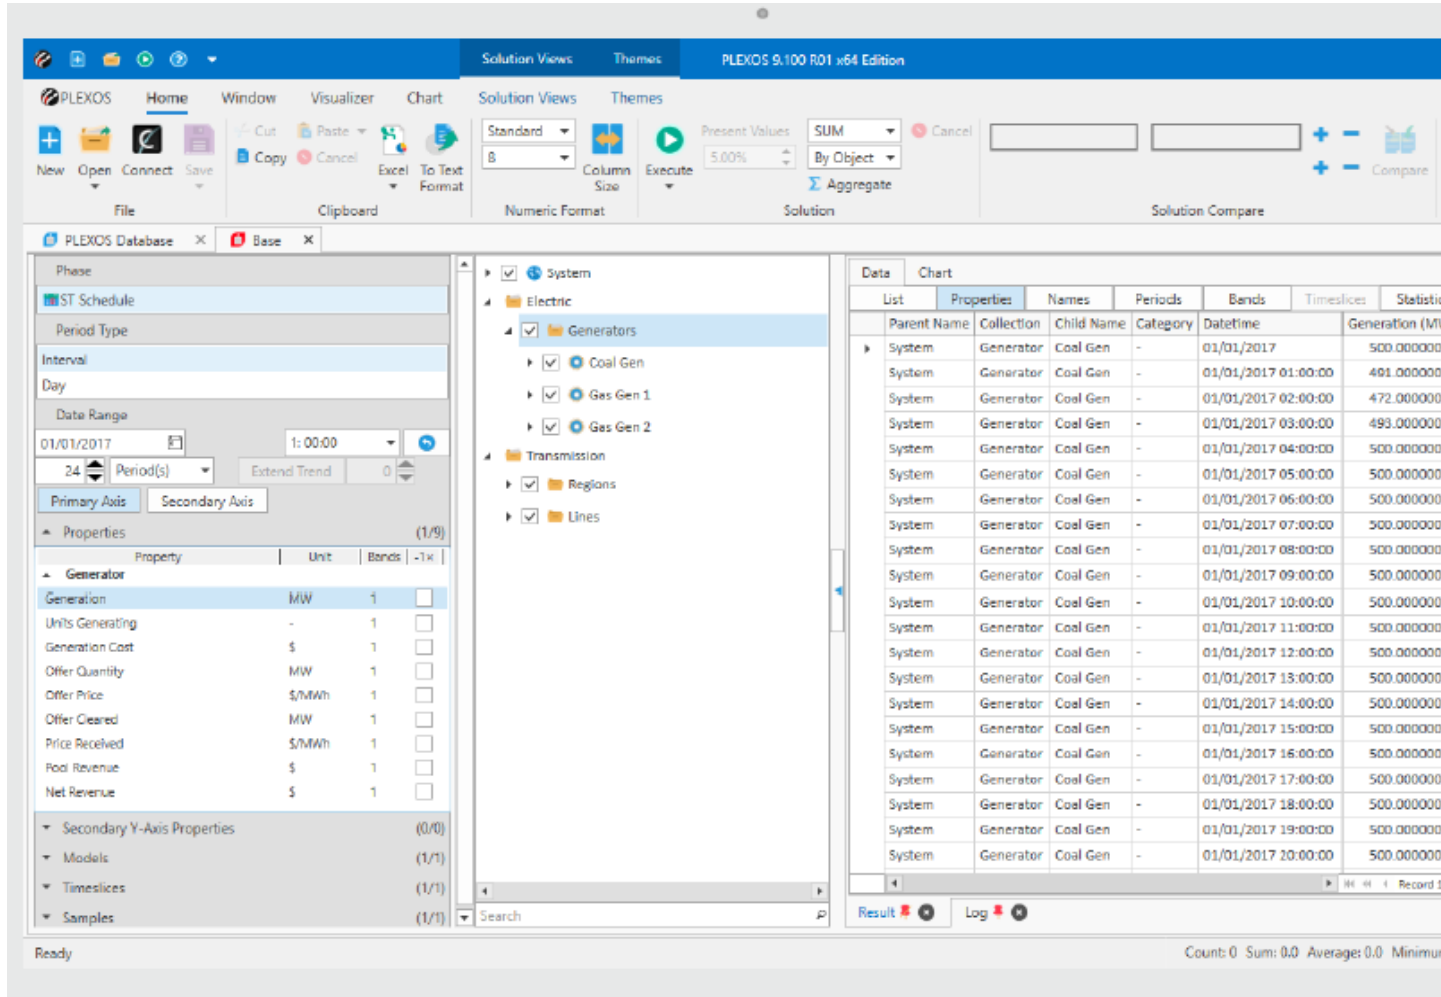 Solution Views Themes PLEXOS 9.100 R01 x64 Edition
PLEXOS Home Window Visualizer Chart Solution Views Themes
New Open Connect Save
File
Cut Paste
Copy Cancel
Excel To Text Format
Clipboard
Standard
8
Column Size
Numeric Format
Execute
Present Values SUM Cancel
5.00% By Object
Σ Aggregate
Solution
Compare
Solution Compare
PLEXOS Database Base
Phase
ST Schedule
Period Type
Interval
Day
Date Range
01/01/2017 1: 00:00
24 Period(s) Extend Trend 0
Primary Axis Secondary Axis
Properties (1/9)
Property Unit Bands -1×
Generator
Generation MW 1
Units Generating - 1
Generation Cost $ 1
Offer Quantity MW 1
Offer Price $/MWh 1
Offer Cleared MW 1
Price Received $/MWh 1
Pool Revenue $ 1
Net Revenue $ 1
Secondary Y-Axis Properties (0/0)
Models (1/1)
Timeslices (1/1)
Samples (1/1)
System
Electric
Generators
Coal Gen
Gas Gen 1
Gas Gen 2
Transmission
Regions
Lines
Search
Data Chart
List Properties Names Periods Bands Timeslices
Parent Name Collection Child Name Category Datetime Generation
System Generator Coal Gen - 01/01/2017 500.000000
System Generator Coal Gen - 01/01/2017 01:00:00 491.000000
System Generator Coal Gen - 01/01/2017 02:00:00 472.000000
System Generator Coal Gen - 01/01/2017 03:00:00 493.000000
System Generator Coal Gen - 01/01/2017 04:00:00 500.000000
System Generator Coal Gen - 01/01/2017 05:00:00 500.000000
System Generator Coal Gen - 01/01/2017 06:00:00 500.000000
System Generator Coal Gen - 01/01/2017 07:00:00 500.000000
System Generator Coal Gen - 01/01/2017 08:00:00 500.000000
System Generator Coal Gen - 01/01/2017 09:00:00 500.000000
System Generator Coal Gen - 01/01/2017 10:00:00 500.000000
System Generator Coal Gen - 01/01/2017 11:00:00 500.000000
System Generator Coal Gen - 01/01/2017 12:00:00 500.000000
System Generator Coal Gen - 01/01/2017 13:00:00 500.000000
System Generator Coal Gen - 01/01/2017 14:00:00 500.000000
System Generator Coal Gen - 01/01/2017 15:00:00 500.000000
System Generator Coal Gen - 01/01/2017 16:00:00 500.000000
System Generator Coal Gen - 01/01/2017 17:00:00 500.000000
System Generator Coal Gen - 01/01/2017 18:00:00 500.000000
System Generator Coal Gen - 01/01/2017 19:00:00 500.000000
System Generator Coal Gen - 01/01/2017 20:00:00 500.000000
Record
Result Log
Ready Count: 0 Sum: 0.0 Average: 0.0